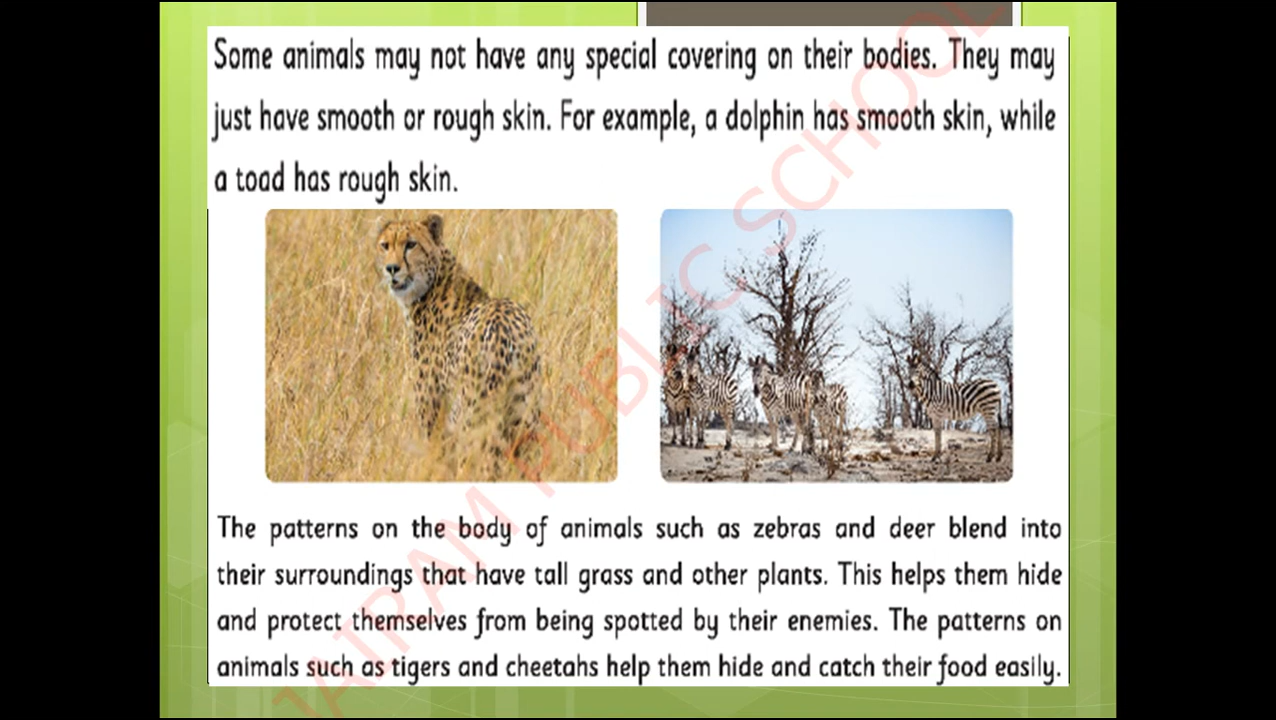 Some animals may not have any special covering on their bodies. They may
just have smooth or rough skin. For example, a dolphin has smooth skin, while
a toad has rough skin.
JAIRAM PUBLIC SCHOOL
The patterns on the body of animals such as zebras and deer blend into
their surroundings that have tall grass and other plants. This helps them hide
and protect themselves from being spotted by their enemies. The patterns on
animals such as tigers and cheetahs help them hide and catch their food easily.